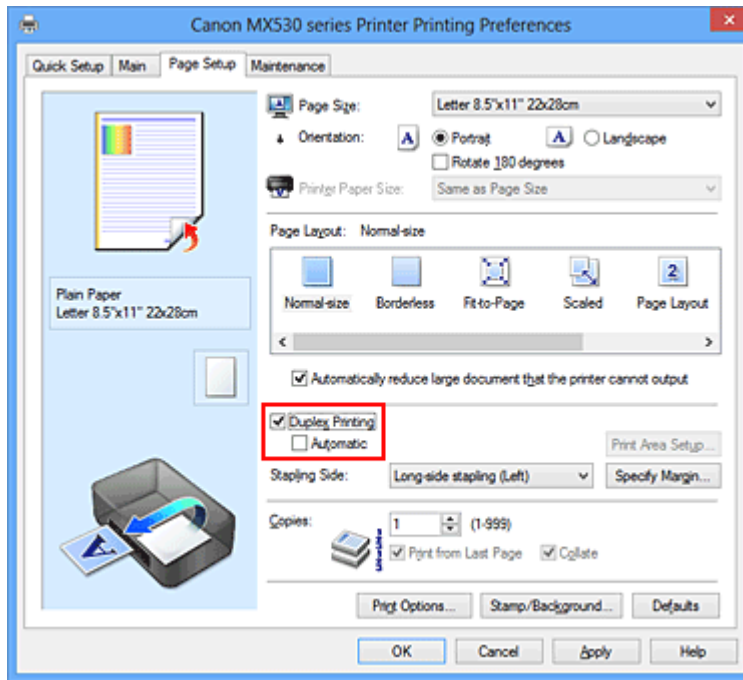 Canon MX530 series Printer Printing Preferences
x
Quick Setup Main Page Setup Maintenance
Page Size: Letter 8.5"x11" 22x28cm
Orientation: A Portrait A Landscape
Rotate 180 degrees
Printer Paper Size: Same as Page Size
Page Layout: Normal-size
2
Normal-size Borderless Fit-to-Page Scaled Page Layout
Plain Paper
Letter 8.5"x11" 22x28cm
Automatically reduce large document that the printer cannot output
Duplex Printing
Automatic
Print Area Setup...
Stapling Side: Long-side stapling (Left) Specify Margin...
A
Copies: 1 (1-999)
Print from Last Page Collate
Print Options... Stamp/Background... Defaults
OK Cancel Apply Help